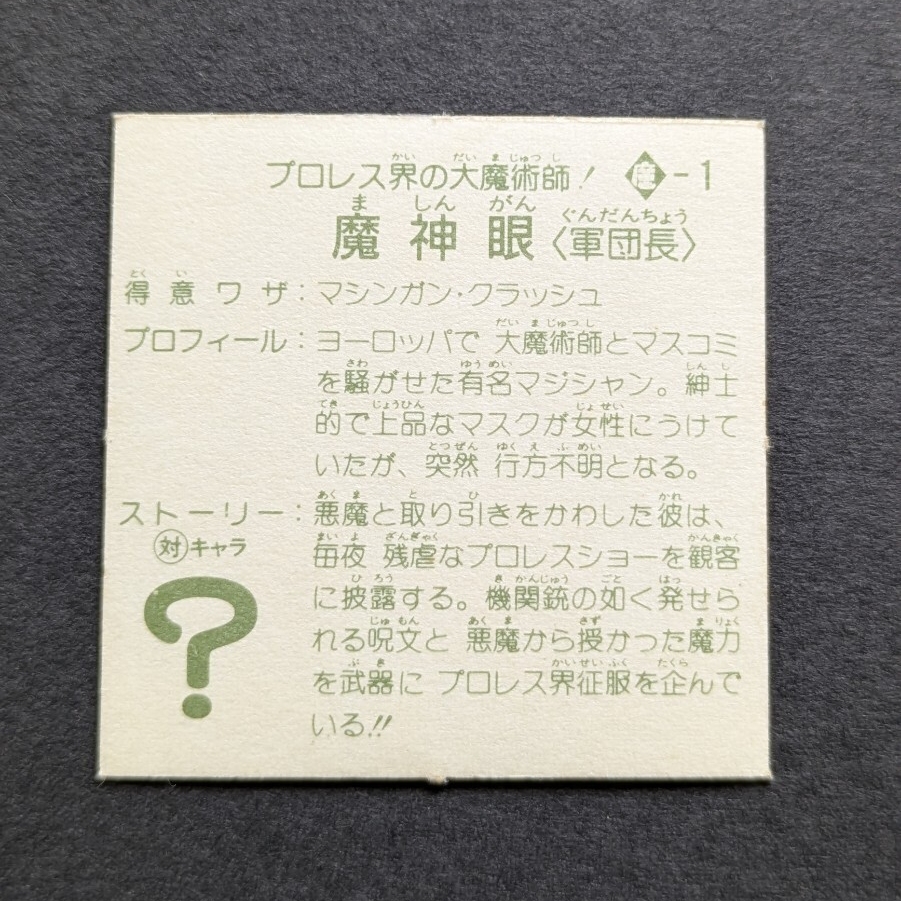 プロレス界の大魔術師! 魔-1
魔神眼〈軍団長〉
得意ワザ:マシンガン・クラッシュ
プロフィール:ヨーロッパで 大魔術師とマスコミ
を騒がせた有名マジシャン。紳士
的で上品なマスクが女性にうけて
いたが、突然 行方不明となる。
ストーリー:悪魔と取り引きをかわした彼は、
対キャラ
?
毎夜 残虐なプロレスショーを観客
に披露する。機関銃の如く発せら
れる呪文と 悪魔から授かった魔力
を武器に プロレス界征服を企んで
いる!!